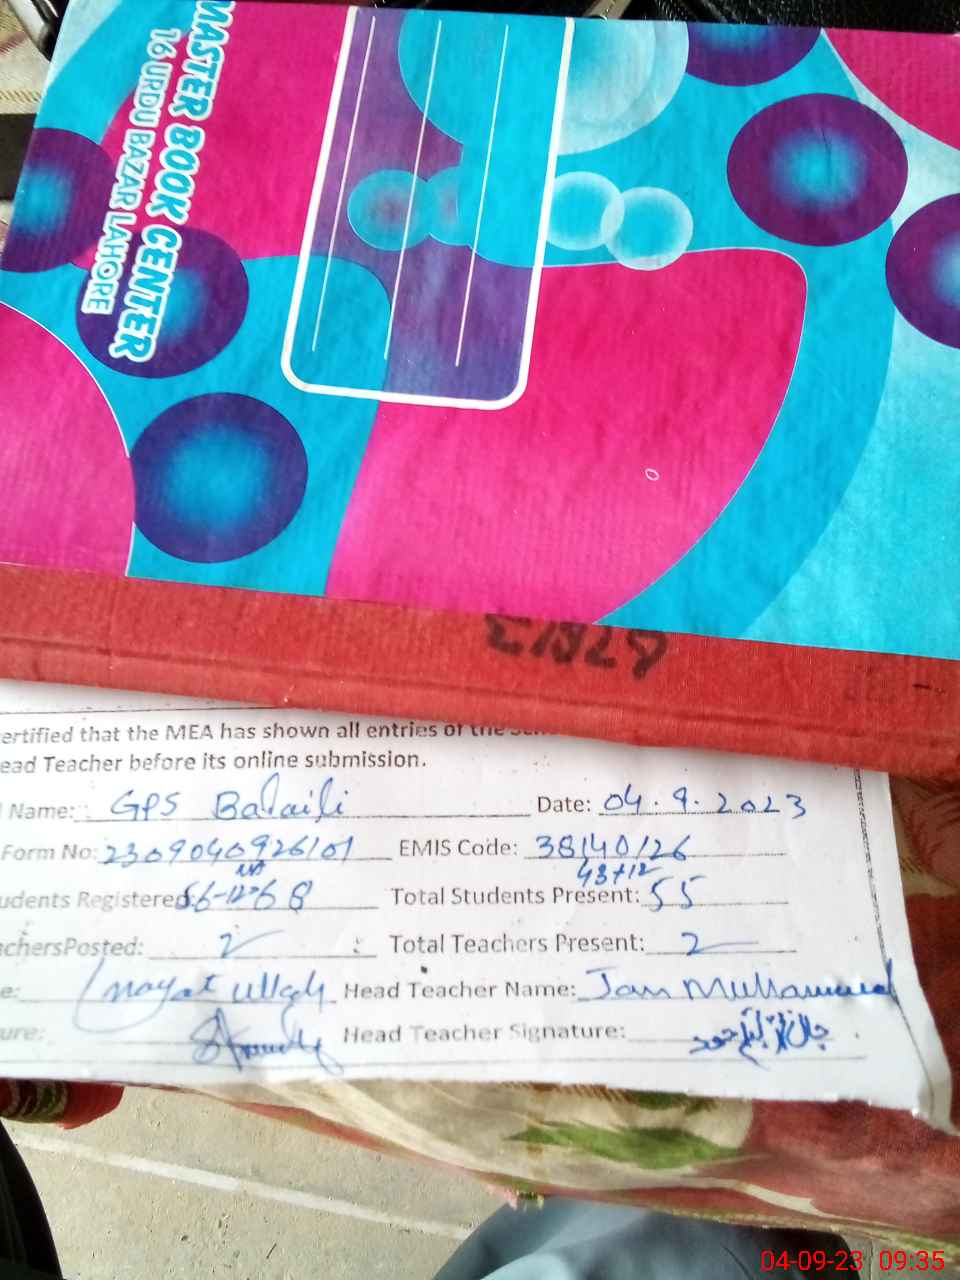 MASTER BOOK CENTER
16 URDU BAZAR LAHORE
ertified that the MEA has shown all entries of the
ead Teacher before its online submission.
Name: GPS Date: 04.9.2023
Form No: 2309040926101 EMIS Code: 38140126
43+12
udents Registered: 56-12=68 Total Students Present: 55
achersPosted: 2 Total Teachers Present: 2
e: Inayat ullah Head Teacher Name: Jan Muhammad
ure: Head Teacher Signature:
04-09-23 09:35